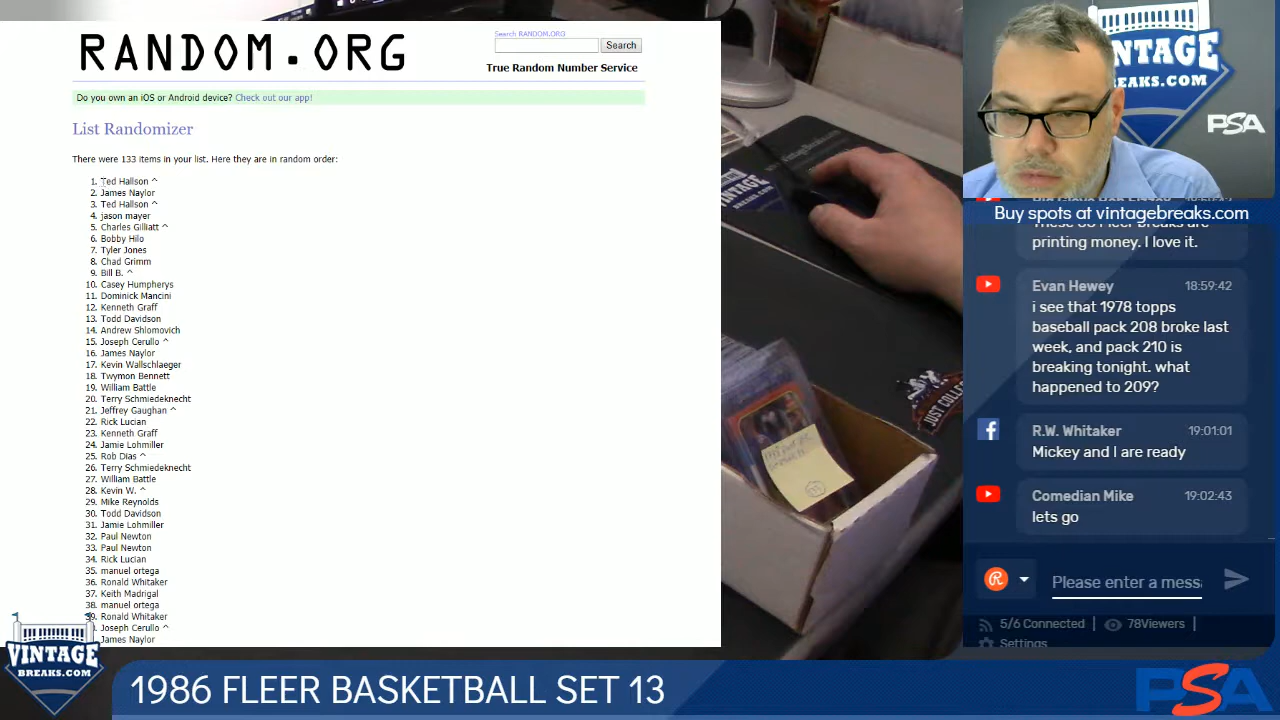 RANDOM.ORG
Search RANDOM.ORG
Search
True Random Number Service
Do you own an iOS or Android device? Check out our app!
List Randomizer
There were 133 items in your list. Here they are in random order:
1. Ted Hallson ^
2. James Naylor
3. Ted Hallson ^
4. jason mayer
5. Charles Gilliatt ^
6. Bobby Hilo
7. Tyler Jones
8. Chad Grimm
9. Bill B. ^
10. Casey Humpherys
11. Dominick Mancini
12. Kenneth Graff
13. Todd Davidson
14. Andrew Shlomovich
15. Joseph Cerullo ^
16. James Naylor
17. Kevin Wallschlaeger
18. Twymon Bennett
19. William Battle
20. Terry Schmiedeknecht
21. Jeffrey Gaughan ^
22. Rick Lucian
23. Kenneth Graff
24. Jamie Lohmiller
25. Rob Dias ^
26. Terry Schmiedeknecht
27. William Battle
28. Kevin W. ^
29. Mike Reynolds
30. Todd Davidson
31. Jamie Lohmiller
32. Paul Newton
33. Paul Newton
34. Rick Lucian
35. manuel ortega
36. Ronald Whitaker
37. Keith Madrigal
38. manuel ortega
39. Ronald Whitaker
Joseph Cerullo ^
James Naylor
VINTAGE
BREAKS.COM
1986 FLEER BASKETBALL SET 13
PSA
VINTAGE
JUST COLLECT
VINTAGE
BREAKS.COM
PSA
Buy spots at vintagebreaks.com
18:59:42
printing money. I love it.
Evan Hewey 18:59:42
i see that 1978 topps
baseball pack 208 broke last
week, and pack 210 is
breaking tonight. what
happened to 209?
R.W. Whitaker 19:01:01
Mickey and I are ready
Comedian Mike 19:02:43
lets go
Please enter a messa
5/6 Connected | 78Viewers |
Settings